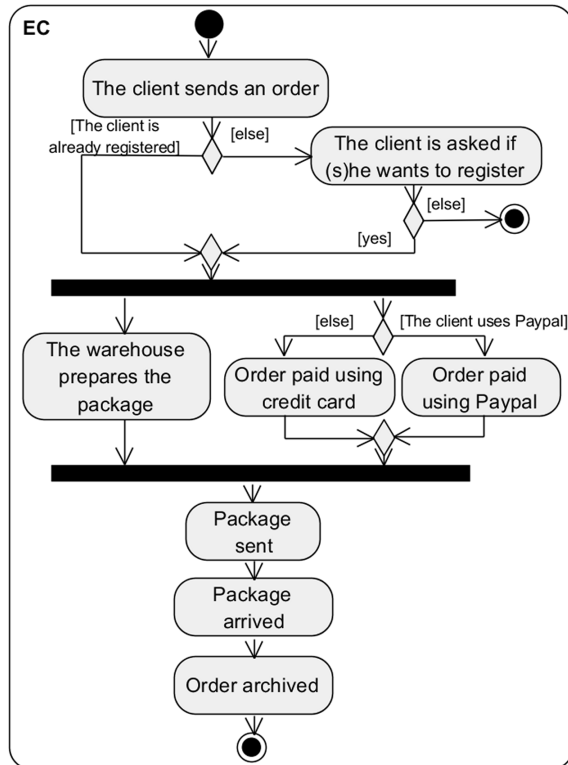 EC
The client sends an order
[The client is
already registered]
[else]
The client is asked if
(s)he wants to register
[else]
[yes]
[else]
[The client uses Paypal]
The warehouse
prepares the
package
Order paid using
credit card
Order paid
using Paypal
Package
sent
Package
arrived
Order archived